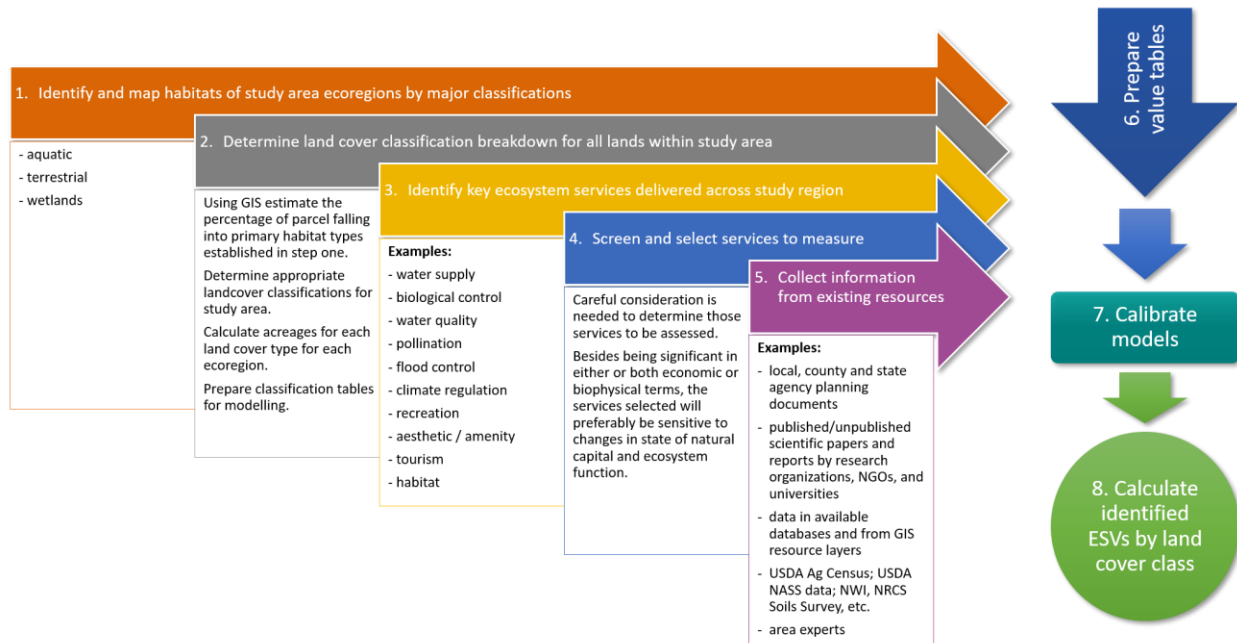 1. Identify and map habitats of study area ecoregions by major classifications
- aquatic
- terrestrial
- wetlands
2. Determine land cover classification breakdown for all lands within study area
Using GIS estimate the
percentage of parcel falling
into primary habitat types
established in step one.
Determine appropriate
landcover classifications for
study area.
Calculate acreages for each
land cover type for each
ecoregion.
Prepare classification tables
for modelling.
3. Identify key ecosystem services delivered across study region
Examples:
- water supply
- biological control
- water quality
- pollination
- flood control
- climate regulation
- recreation
- aesthetic / amenity
- tourism
- habitat
4. Screen and select services to measure
Careful consideration is
needed to determine those
services to be assessed.
Besides being significant in
either or both economic or
biophysical terms, the
services selected will
preferably be sensitive to
changes in state of natural
capital and ecosystem
function.
5. Collect information
from existing resources
Examples:
- local, county and state
agency planning
documents
- published/unpublished
scientific papers and
reports by research
organizations, NGOs, and
universities
- data in available
databases and from GIS
resource layers
- USDA Ag Census; USDA
NASS data; NWI, NRCS
Soils Survey, etc.
- area experts
6. Prepare
value tables
7. Calibrate
models
8. Calculate
identified
ESVs by land
cover class